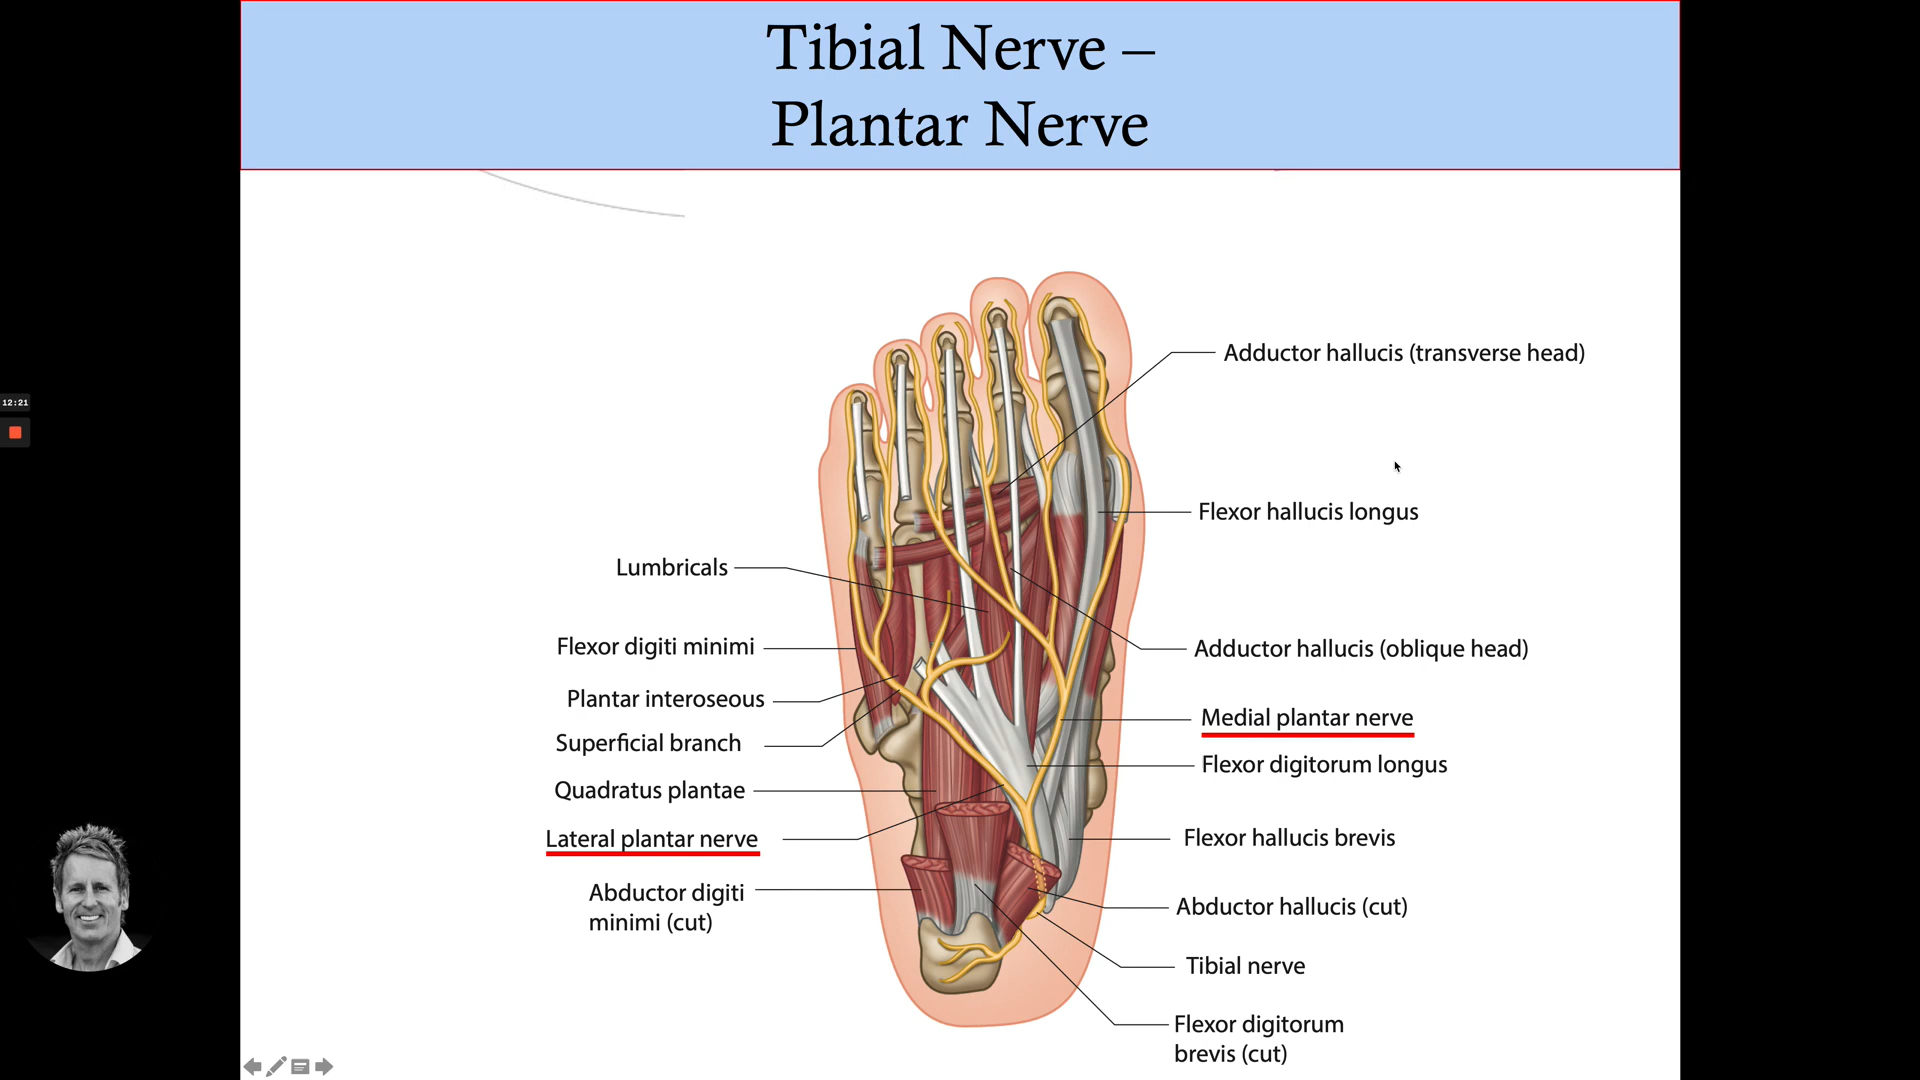 Tibial Nerve –
Plantar Nerve
12:21
Adductor hallucis (transverse head)
Flexor hallucis longus
Lumbricals
Flexor digiti minimi
Adductor hallucis (oblique head)
Plantar interoseous
Medial plantar nerve
Superficial branch
Flexor digitorum longus
Quadratus plantae
Lateral plantar nerve
Flexor hallucis brevis
Abductor digiti
minimi (cut)
Abductor hallucis (cut)
Tibial nerve
Flexor digitorum
brevis (cut)